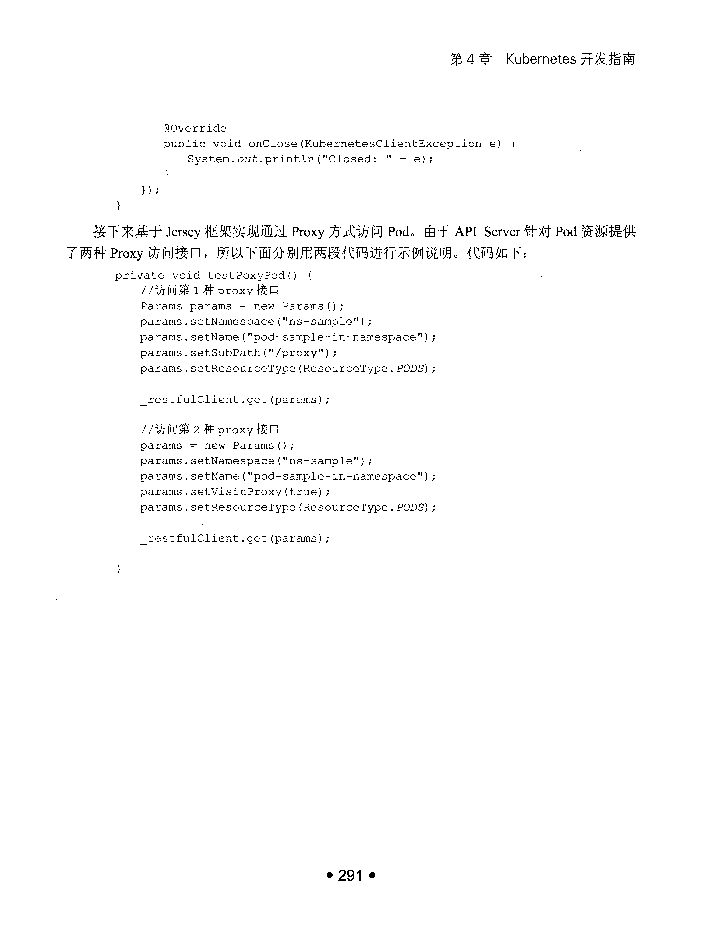 第 4 章 Kubernetes 开发指南
@Override
public void onClose(KubernetesClientException e) {
System.out.println("Closed: " + e);
}
});
}
接下来基于 Jersey 框架实现通过 Proxy 方式访问 Pod。由于 API Server 针对 Pod 资源提供
了两种 Proxy 访问接口，所以下面分别用两段代码进行示例说明。代码如下：
private void testPoxyPod() {
//访问第 1 种 proxy 接口
Params params = new Params();
params.setNamespace("ns-sample");
params.setName("pod-sample-in-namespace");
params.setSubPath("/proxy");
params.setResourceType(ResourceType.PODS);
_restfulClient.get(params);
//访问第 2 种 proxy 接口
params = new Params();
params.setNamespace("ns-sample");
params.setName("pod-sample-in-namespace");
params.setVisitProxy(true);
params.setResourceType(ResourceType.PODS);
_restfulClient.get(params);
}
• 291 •